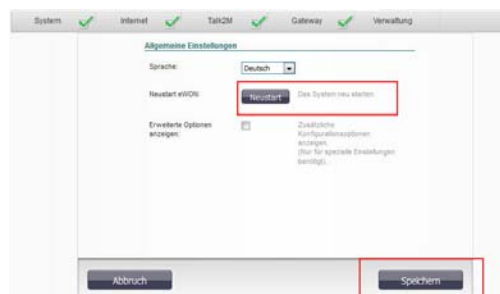 System Internet Talk2M Gateway Verwaltung
Allgemeine Einstellungen
Sprache: Deutsch
Neustart eWON: Neustart Das System neu starten.
Erweiterte Optionen
anzeigen:
Zusätzliche
Konfigurationsoptionen
anzeigen.
(Nur für spezielle Einstellungen
benötigt).
Abbruch Speichern